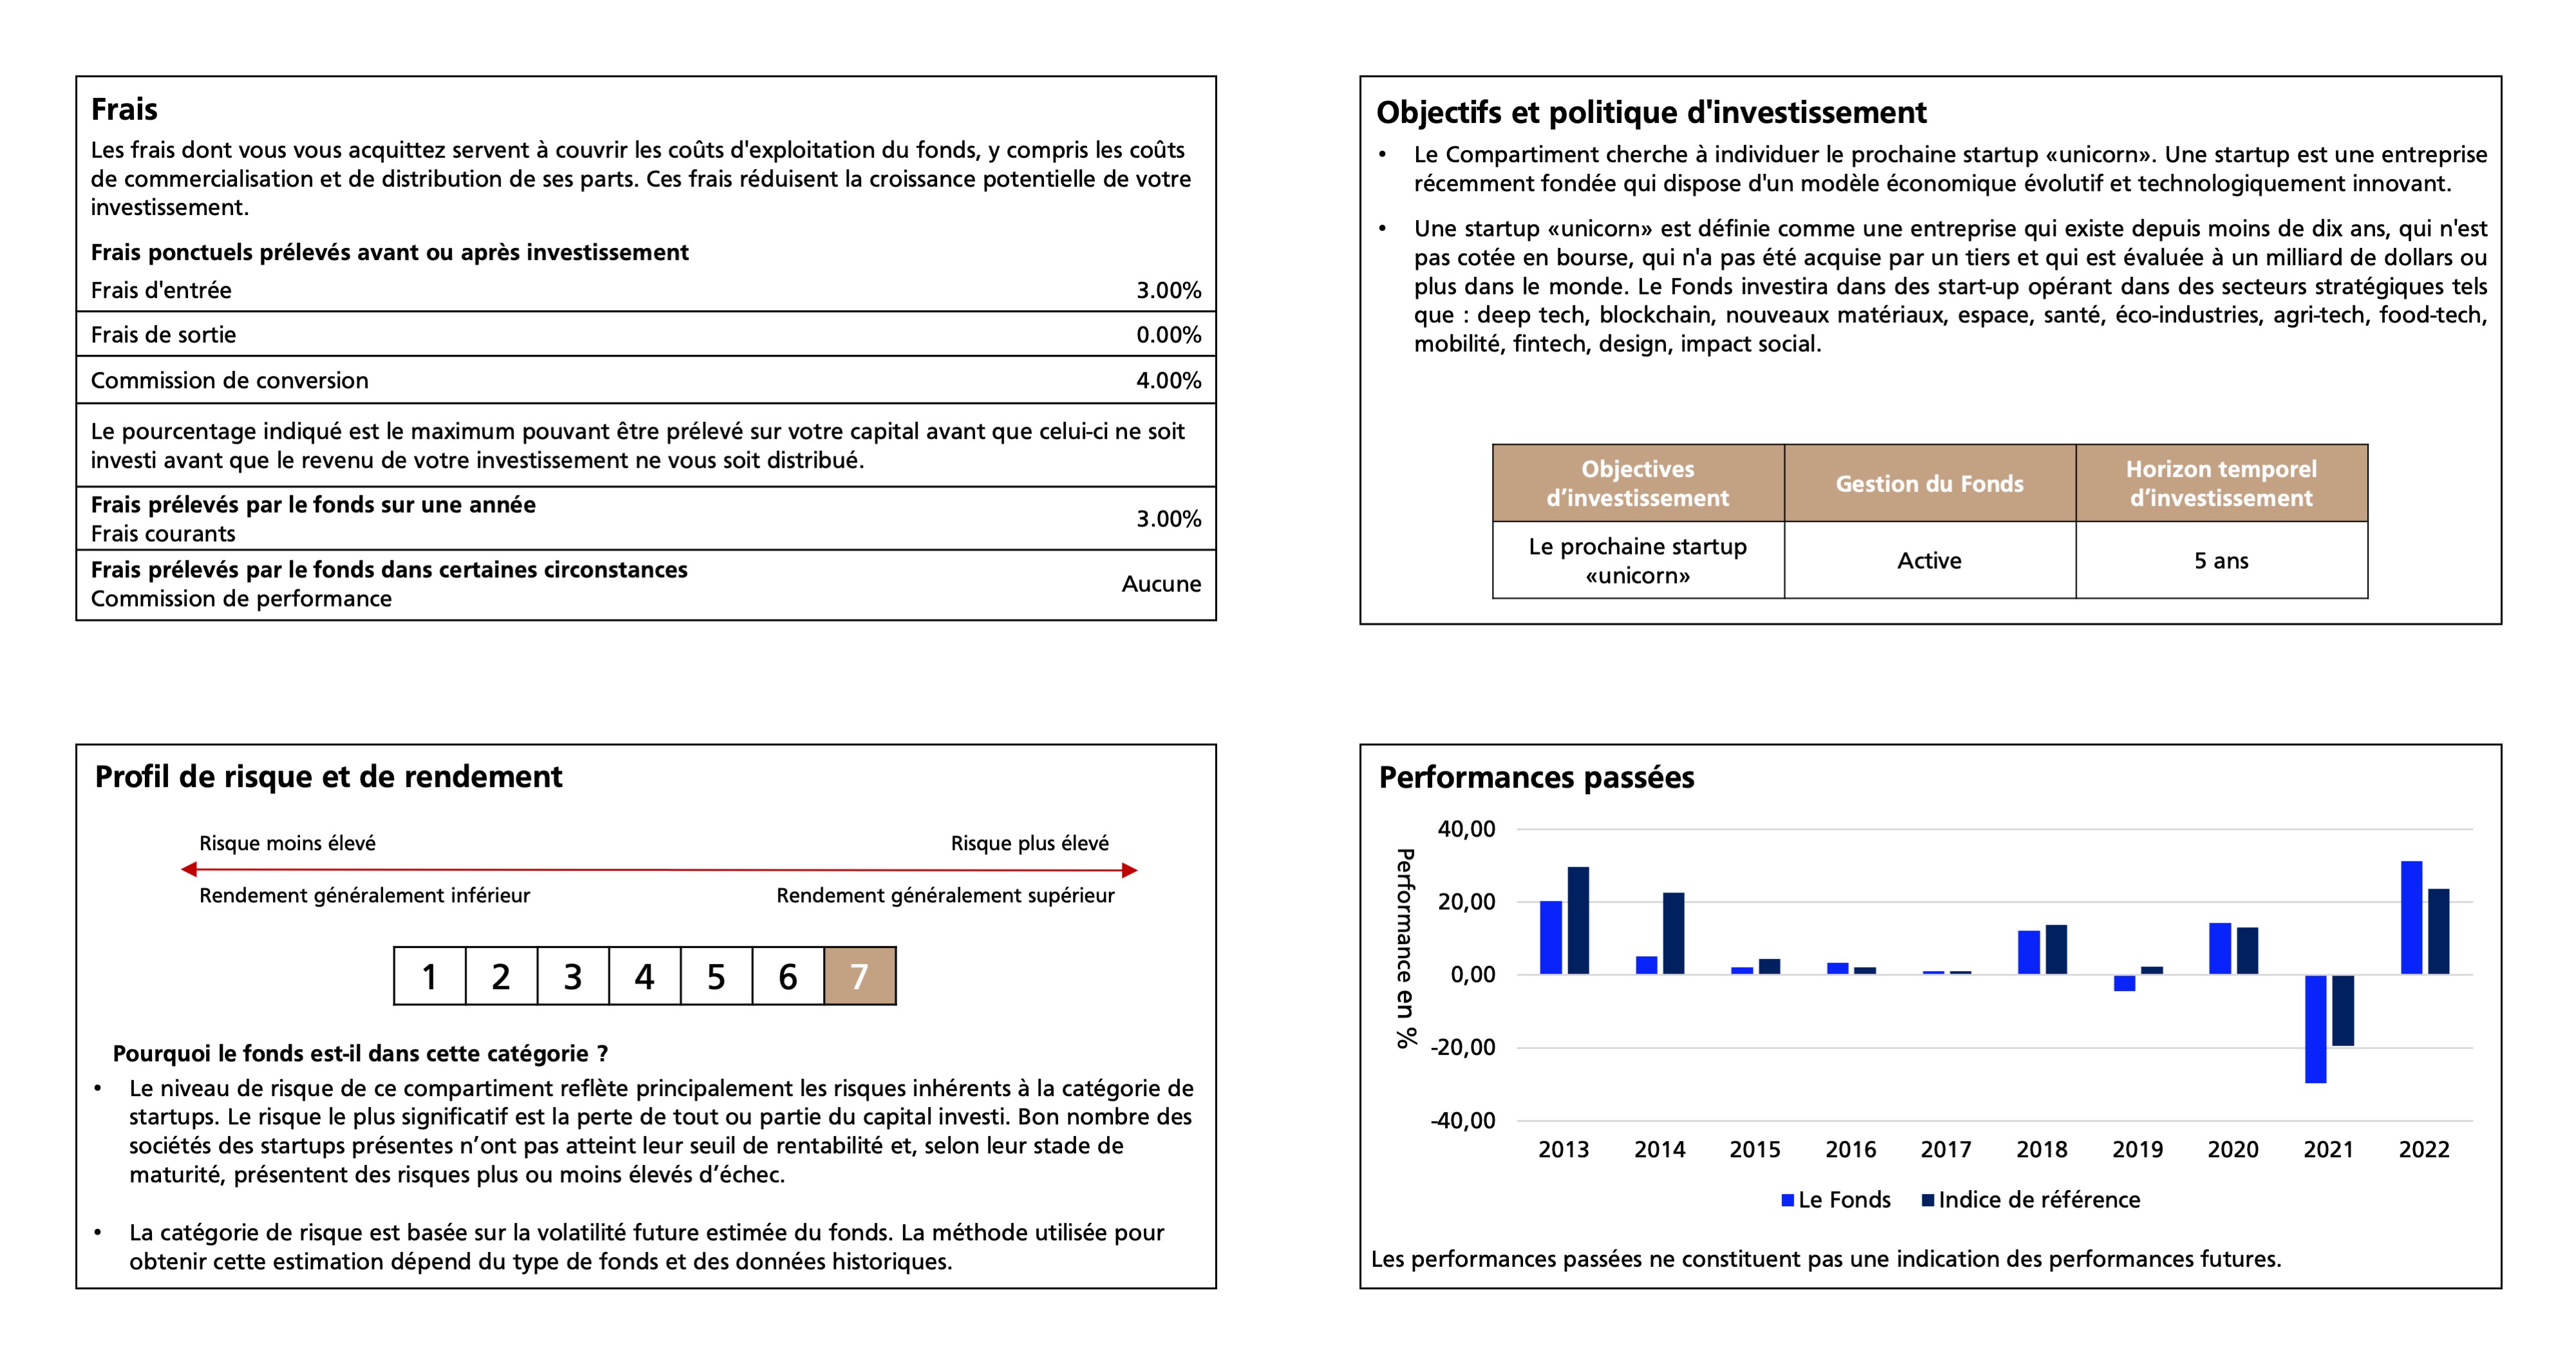 Frais
Les frais dont vous vous acquittez servent à couvrir les coûts d'exploitation du fonds, y compris les coûts
de commercialisation et de distribution de ses parts. Ces frais réduisent la croissance potentielle de votre
investissement.
Frais ponctuels prélevés avant ou après investissement
Frais d'entrée 3.00%
Frais de sortie 0.00%
Commission de conversion 4.00%
Le pourcentage indiqué est le maximum pouvant être prélevé sur votre capital avant que celui-ci ne soit
investi avant que le revenu de votre investissement ne vous soit distribué.
Frais prélevés par le fonds sur une année
Frais courants
3.00%
Frais prélevés par le fonds dans certaines circonstances
Commission de performance
Aucune
Objectifs et politique d'investissement
• Le Compartiment cherche à individuer le prochaine startup «unicorn». Une startup est une entreprise
récemment fondée qui dispose d'un modèle économique évolutif et technologiquement innovant.
• Une startup «unicorn» est définie comme une entreprise qui existe depuis moins de dix ans, qui n'est
pas cotée en bourse, qui n'a pas été acquise par un tiers et qui est évaluée à un milliard de dollars ou
plus dans le monde. Le Fonds investira dans des start-up opérant dans des secteurs stratégiques tels
que : deep tech, blockchain, nouveaux matériaux, espace, santé, éco-industries, agri-tech, food-tech,
mobilité, fintech, design, impact social.
Objectives
d’investissement
Gestion du Fonds
Horizon temporel
d’investissement
Le prochaine startup
«unicorn»
Active
5 ans
Profil de risque et de rendement
Risque moins élevé Risque plus élevé
Rendement généralement inférieur Rendement généralement supérieur
1 2 3 4 5 6 7
Pourquoi le fonds est-il dans cette catégorie ?
• Le niveau de risque de ce compartiment reflète principalement les risques inhérents à la catégorie de
startups. Le risque le plus significatif est la perte de tout ou partie du capital investi. Bon nombre des
sociétés des startups présentes n’ont pas atteint leur seuil de rentabilité et, selon leur stade de
maturité, présentent des risques plus ou moins élevés d’échec.
• La catégorie de risque est basée sur la volatilité future estimée du fonds. La méthode utilisée pour
obtenir cette estimation dépend du type de fonds et des données historiques.
Performances passées
Performance en %
40,00
20,00
0,00
-20,00
-40,00
2013 2014 2015 2016 2017 2018 2019 2020 2021 2022
Le Fonds Indice de référence
Les performances passées ne constituent pas une indication des performances futures.